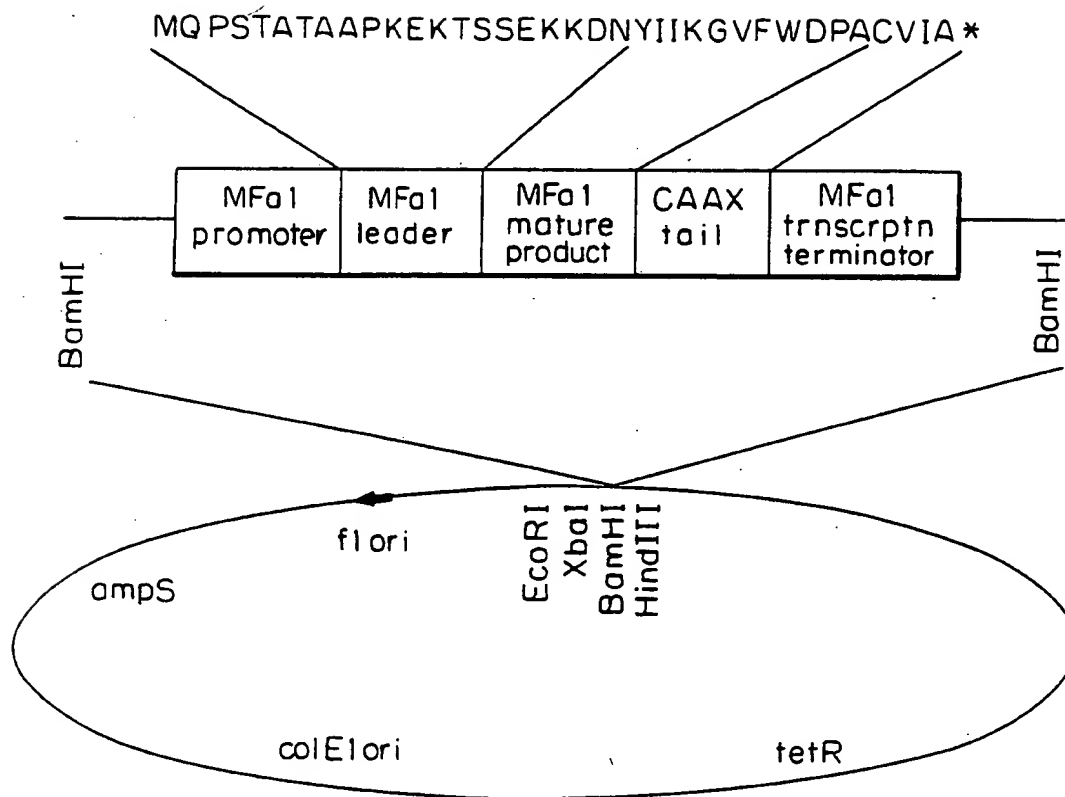 MQPSTATAAPKEKTSSEKKDNYIIKGVFWDPACVIA*
MFa1
promoter
MFa1
leader
MFa1
mature
product
CAAX
tail
MFa1
trnscrptn
terminator
BamHI
BamHI
f1ori
EcoRI
XbaI
BamHI
HindIII
ampS
colE1ori
tetR